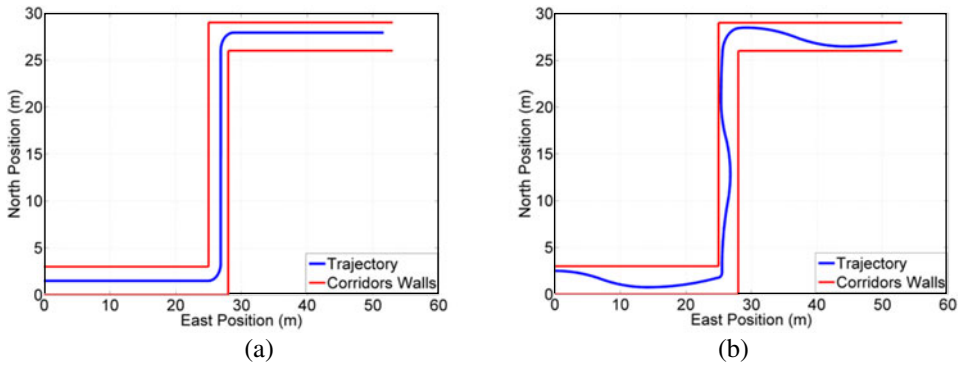 30
25
20
15
10
5
0
North Position (m)
0 10 20 30 40 50 60
East Position (m)
Trajectory
Corridors Walls
(a)
30
25
20
15
10
5
0
North Position (m)
0 10 20 30 40 50 60
East Position (m)
Trajectory
Corridors Walls
(b)